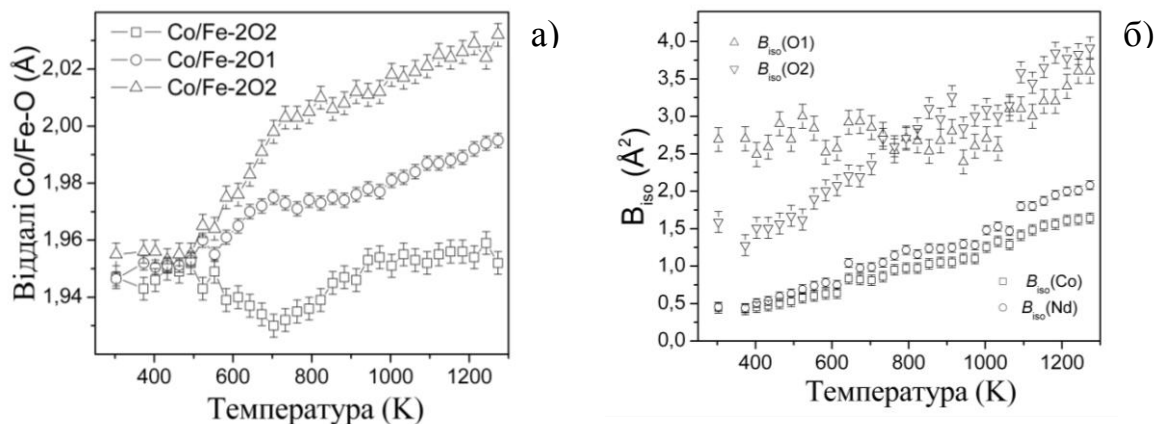 Co/Fe-2O2
Co/Fe-2O1
Co/Fe-2O2
а)
Віддалі Co/Fe-O (Å)
2,02
2,00
1,98
1,96
1,94
400 600 800 1000 1200
Температура (K)
B_iso(O1)
B_iso(O2)
б)
B_iso (Å²)
4,0
3,5
3,0
2,5
2,0
1,5
1,0
0,5
0,0
B_iso(Co)
B_iso(Nd)
400 600 800 1000 1200
Температура (K)